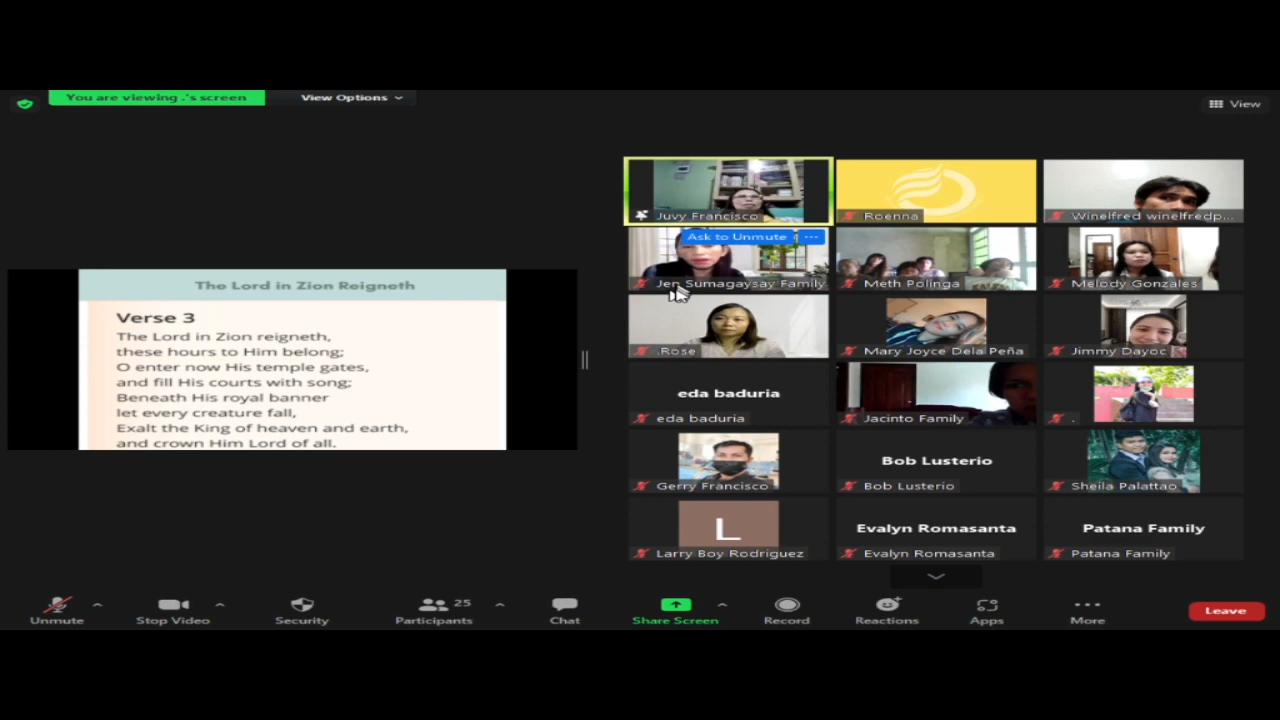 You are viewing .'s screen
View Options
View
The Lord in Zion Reigneth
Verse 3
The Lord in Zion reigneth,
these hours to Him belong;
O enter now His temple gates,
and fill His courts with song;
Beneath His royal banner
let every creature fall,
Exalt the King of heaven and earth,
and crown Him Lord of all.
Juvy Francisco
Roenna
Winelfred winelfredp...
Ask to Unmute ...
Jen Sumagaysay Family
Meth Polinga
Melody Gonzales
.Rose
Mary Joyce Dela Peña
Jimmy Dayoc
eda baduria
eda baduria
Jacinto Family
.
Gerry Francisco
Bob Lusterio
Bob Lusterio
Sheila Palattao
L
Larry Boy Rodriguez
Evalyn Romasanta
Evalyn Romasanta
Patana Family
Patana Family
Unmute
Stop Video
Security
25
Participants
Chat
Share Screen
Record
Reactions
Apps
More
Leave